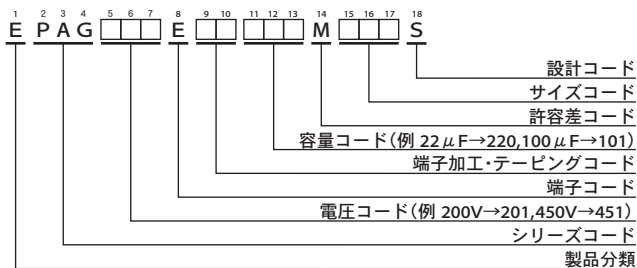 1 2 3 4 5 6 7 8 9 10 11 12 13 14 15 16 17 18
E PAG E M S
設計コード
サイズコード
許容差コード
容量コード(例 22μF→220,100μF→101)
端子加工・テーピングコード
端子コード
電圧コード(例 200V→201,450V→451)
シリーズコード
製品分類